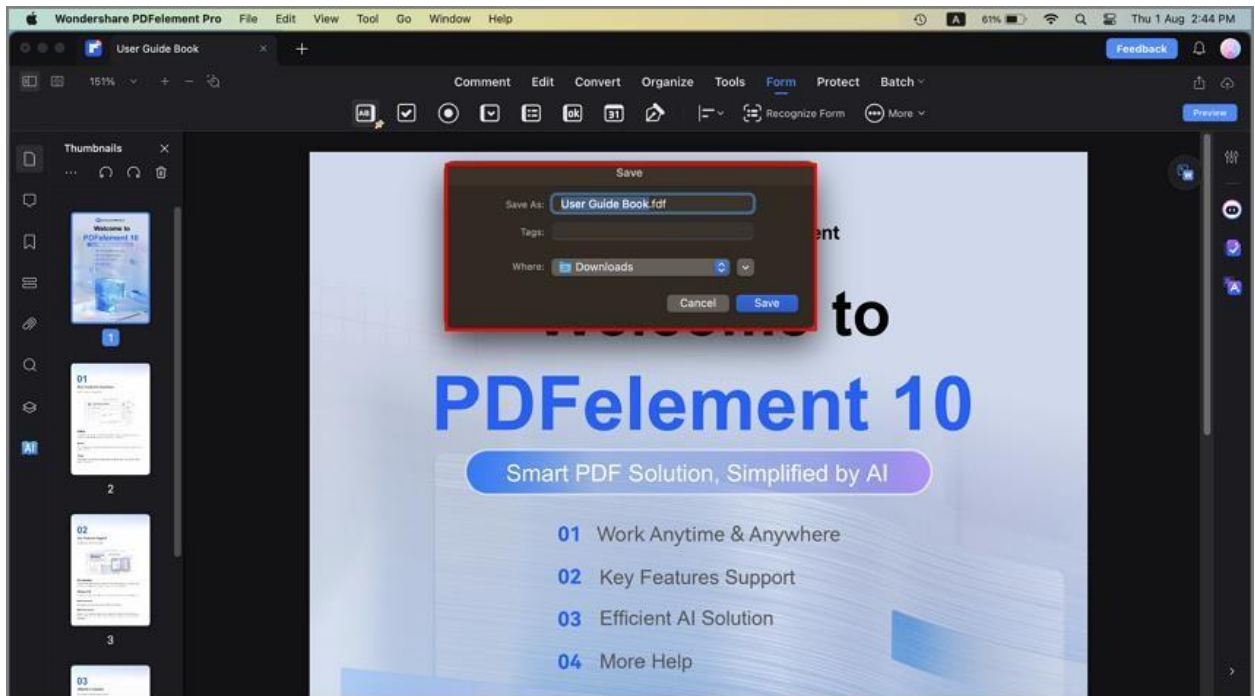 Wondershare PDFelement Pro File Edit View Tool Go Window Help A 61% Thu 1 Aug 2:44 PM
User Guide Book × + Feedback
151% + − Comment Edit Convert Organize Tools Form Protect Batch
AB ok 31 Recognize Form More Preview
Thumbnails ×
Save
Save As: User Guide Book.fdf
Tags:
Where: Downloads
Cancel Save
ent
to
PDFelement 10
Smart PDF Solution, Simplified by AI
01 Work Anytime & Anywhere
02 Key Features Support
03 Efficient AI Solution
04 More Help
Welcome to
PDFelement 10
1
01
2
02
3
03
AI
W
A